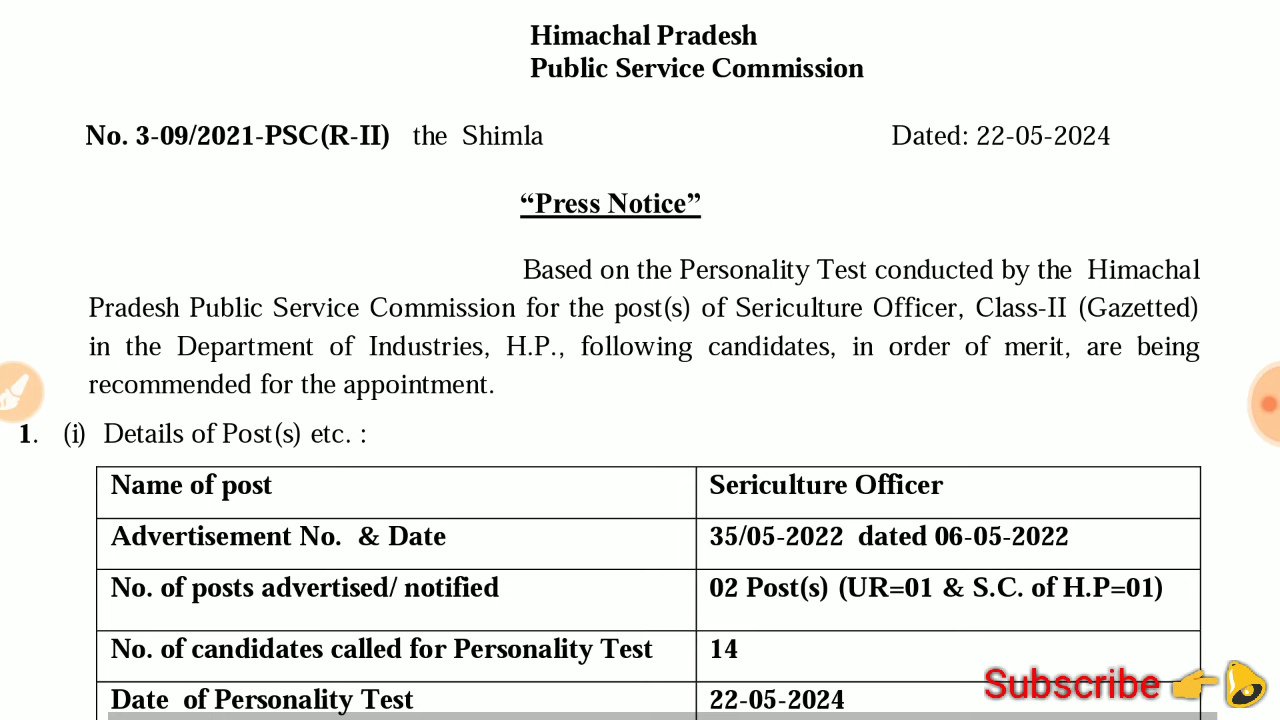 Himachal Pradesh
Public Service Commission
No. 3-09/2021-PSC(R-II) the Shimla Dated: 22-05-2024
“Press Notice”
Based on the Personality Test conducted by the Himachal
Pradesh Public Service Commission for the post(s) of Sericulture Officer, Class-II (Gazetted)
in the Department of Industries, H.P., following candidates, in order of merit, are being
recommended for the appointment.
1. (i) Details of Post(s) etc. :
Name of post Sericulture Officer
Advertisement No. & Date 35/05-2022 dated 06-05-2022
No. of posts advertised/ notified 02 Post(s) (UR=01 & S.C. of H.P=01)
No. of candidates called for Personality Test 14
Date of Personality Test 22-05-2024
Subscribe